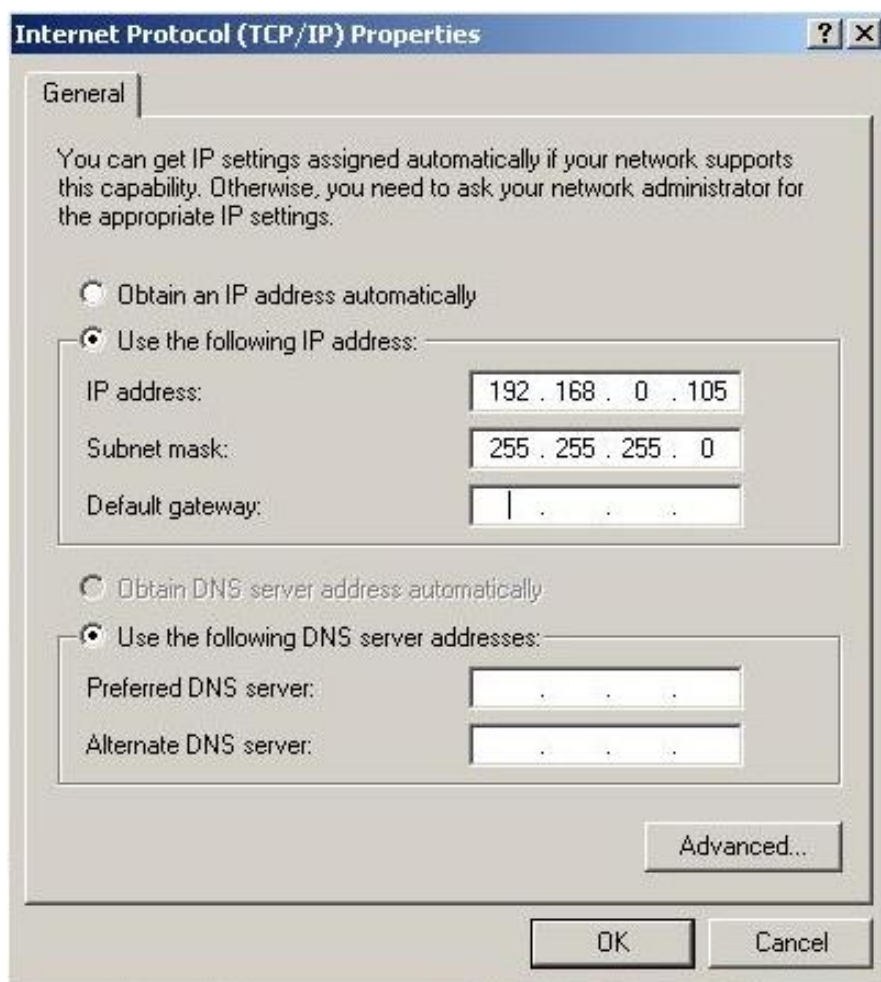 Internet Protocol (TCP/IP) Properties
General
You can get IP settings assigned automatically if your network supports
this capability. Otherwise, you need to ask your network administrator for
the appropriate IP settings.
Obtain an IP address automatically
Use the following IP address:
IP address: 192 . 168 . 0 . 105
Subnet mask: 255 . 255 . 255 . 0
Default gateway: . . .
Obtain DNS server address automatically
Use the following DNS server addresses:
Preferred DNS server: . . .
Alternate DNS server: . . .
Advanced...
OK Cancel